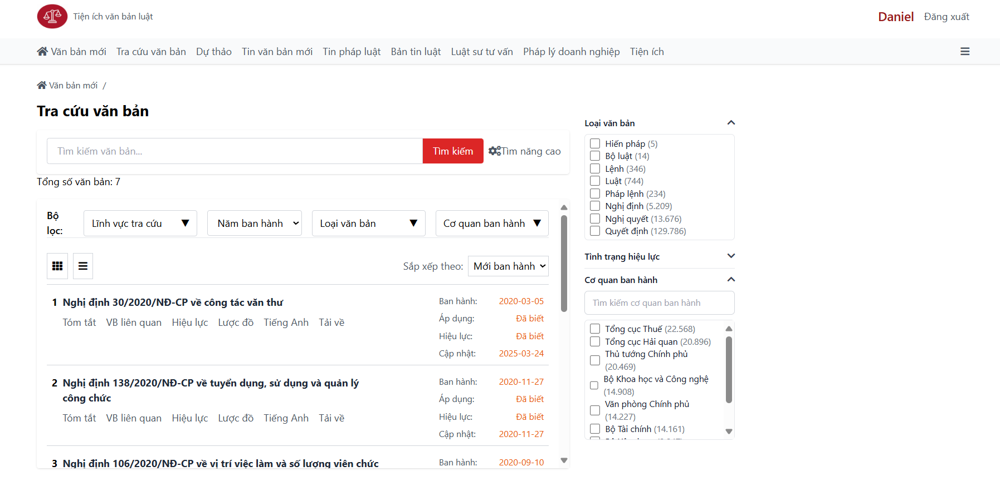 Tiện ích văn bản luật
Daniel Đăng xuất
Văn bản mới Tra cứu văn bản Dự thảo Tin văn bản mới Tin pháp luật Bản tin luật Luật sư tư vấn Pháp lý doanh nghiệp Tiện ích
Văn bản mới /
Tra cứu văn bản
Tìm kiếm văn bản... Tìm kiếm Tìm năng cao
Tổng số văn bản: 7
Bộ lọc: Lĩnh vực tra cứu Năm ban hành Loại văn bản Cơ quan ban hành
Sắp xếp theo: Mới ban hành
1 Nghị định 30/2020/NĐ-CP về công tác văn thư
Tóm tắt VB liên quan Hiệu lực Lược đồ Tiếng Anh Tải về
Ban hành: 2020-03-05
Áp dụng: Đã biết
Hiệu lực: Đã biết
Cập nhật: 2025-03-24
2 Nghị định 138/2020/NĐ-CP về tuyển dụng, sử dụng và quản lý
công chức
Tóm tắt VB liên quan Hiệu lực Lược đồ Tiếng Anh Tải về
Ban hành: 2020-11-27
Áp dụng: Đã biết
Hiệu lực: Đã biết
Cập nhật: 2020-11-27
3 Nghị định 106/2020/NĐ-CP về vị trí việc làm và số lượng viên chức
Ban hành: 2020-09-10
Loại văn bản
Hiến pháp (5)
Bộ luật (14)
Lệnh (346)
Luật (744)
Pháp lệnh (234)
Nghị định (5.209)
Nghị quyết (13.676)
Quyết định (129.786)
Tình trạng hiệu lực
Cơ quan ban hành
Tìm kiếm cơ quan ban hành
Tổng cục Thuế (22.568)
Tổng cục Hải quan (20.896)
Thủ tướng Chính phủ
(20.469)
Bộ Khoa học và Công nghệ
(14.908)
Văn phòng Chính phủ
(14.227)
Bộ Tài chính (14.161)